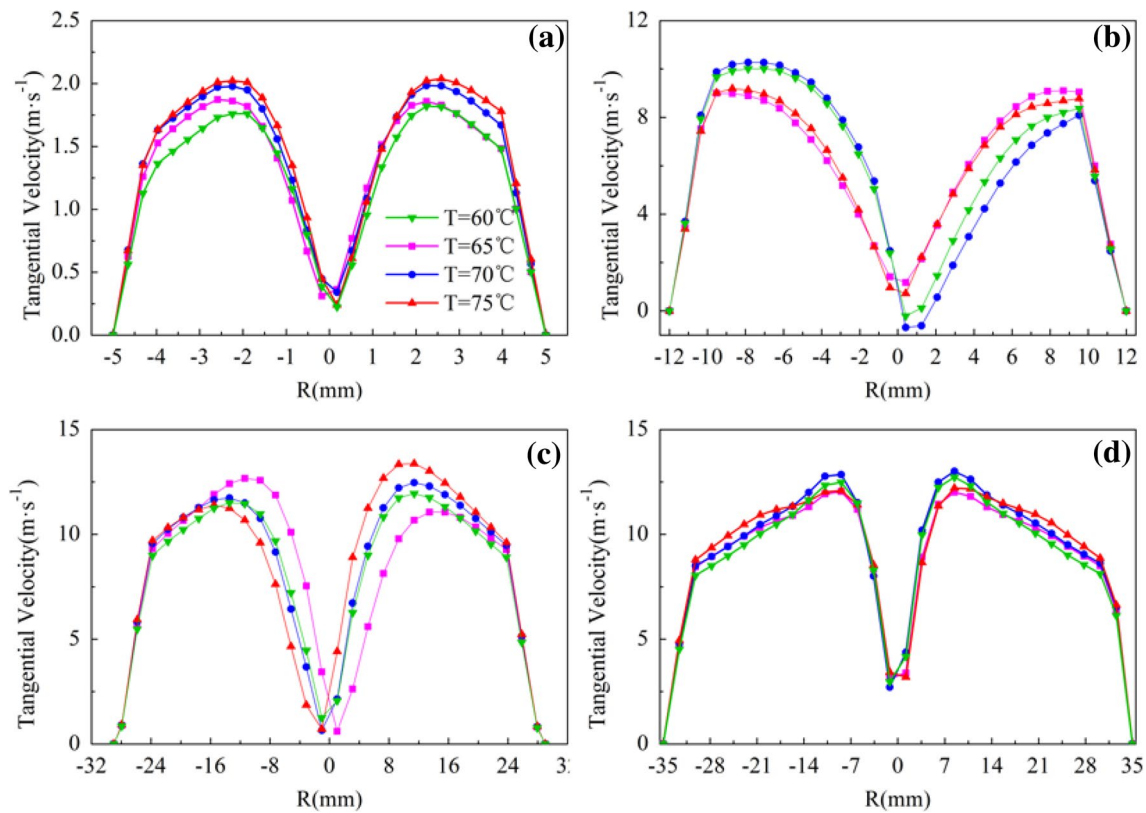 (a)
Tangential Velocity(m·s⁻¹)
2.5
2.0
1.5
1.0
0.5
0.0
T=60℃
T=65℃
T=70℃
T=75℃
-5 -4 -3 -2 -1 0 1 2 3 4 5
R(mm)
(b)
Tangential Velocity(m·s⁻¹)
12
8
4
0
-12 -10 -8 -6 -4 -2 0 2 4 6 8 10 12
R(mm)
(c)
Tangential Velocity(m·s⁻¹)
15
10
5
0
-32 -24 -16 -8 0 8 16 24
R(mm)
(d)
Tangential Velocity(m·s⁻¹)
15
10
5
0
-35 -28 -21 -14 -7 0 7 14 21 28 35
R(mm)